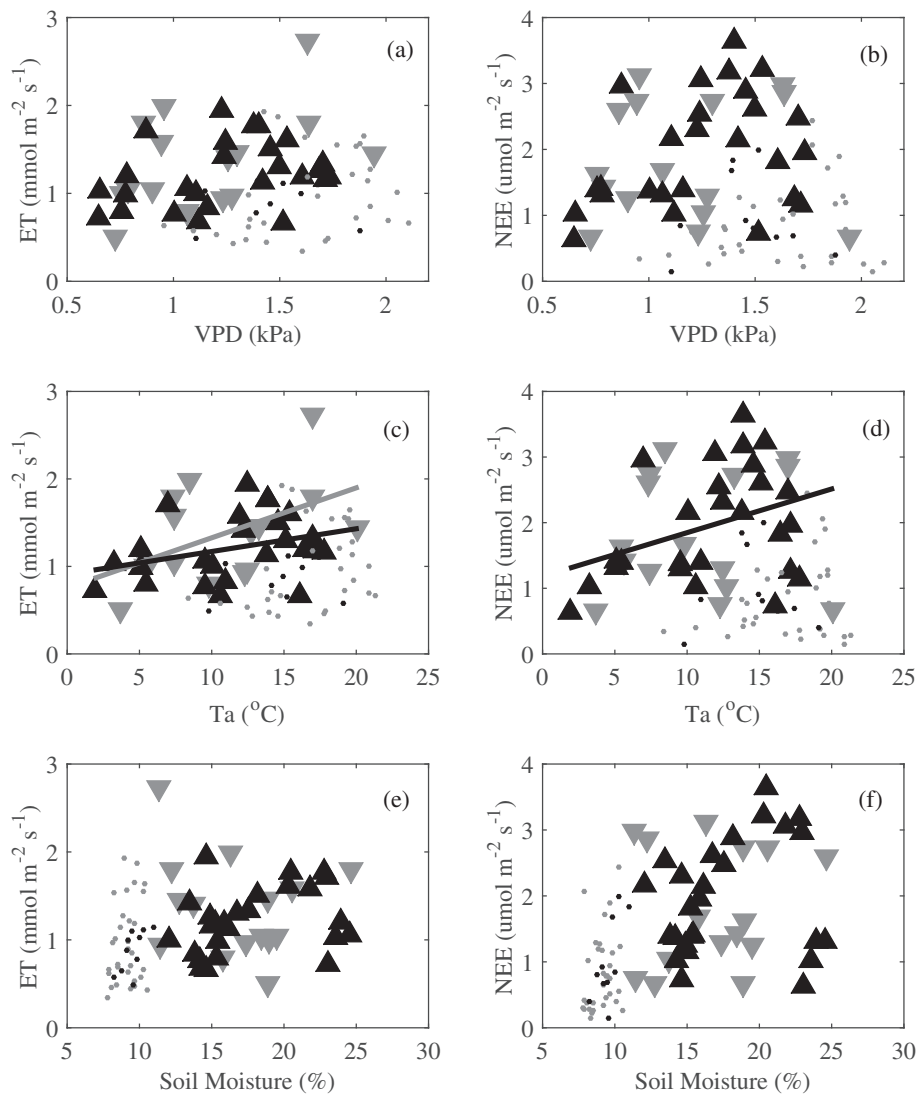 (a)
ET (mmol m⁻² s⁻¹)
3
2
1
0
0.5 1 1.5 2
VPD (kPa)
(b)
NEE (umol m⁻² s⁻¹)
4
3
2
1
0
0.5 1 1.5 2
VPD (kPa)
(c)
ET (mmol m⁻² s⁻¹)
3
2
1
0
0 5 10 15 20 25
Ta (°C)
(d)
NEE (umol m⁻² s⁻¹)
4
3
2
1
0
0 5 10 15 20 25
Ta (°C)
(e)
ET (mmol m⁻² s⁻¹)
3
2
1
0
5 10 15 20 25 30
Soil Moisture (%)
(f)
NEE (umol m⁻² s⁻¹)
4
3
2
1
0
5 10 15 20 25 30
Soil Moisture (%)